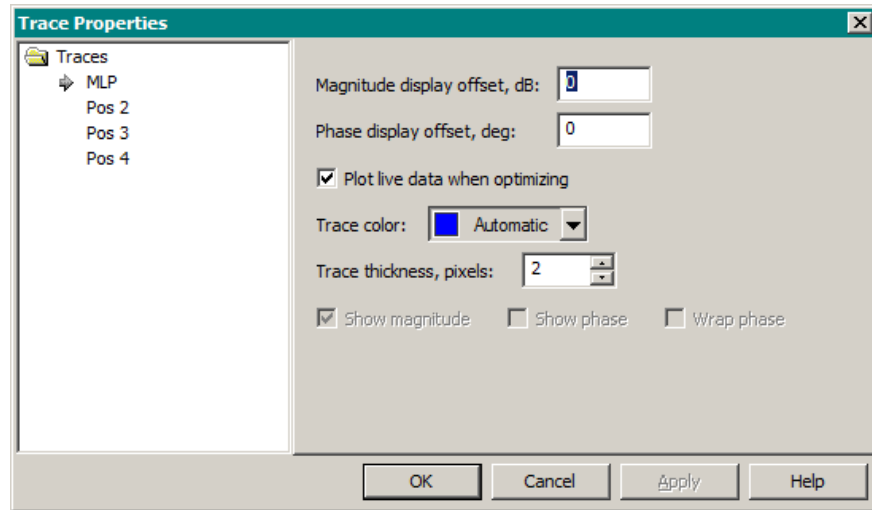 Trace Properties
Traces
MLP
Pos 2
Pos 3
Pos 4
Magnitude display offset, dB: 0
Phase display offset, deg: 0
Plot live data when optimizing
Trace color: Automatic
Trace thickness, pixels: 2
Show magnitude Show phase Wrap phase
OK Cancel Apply Help